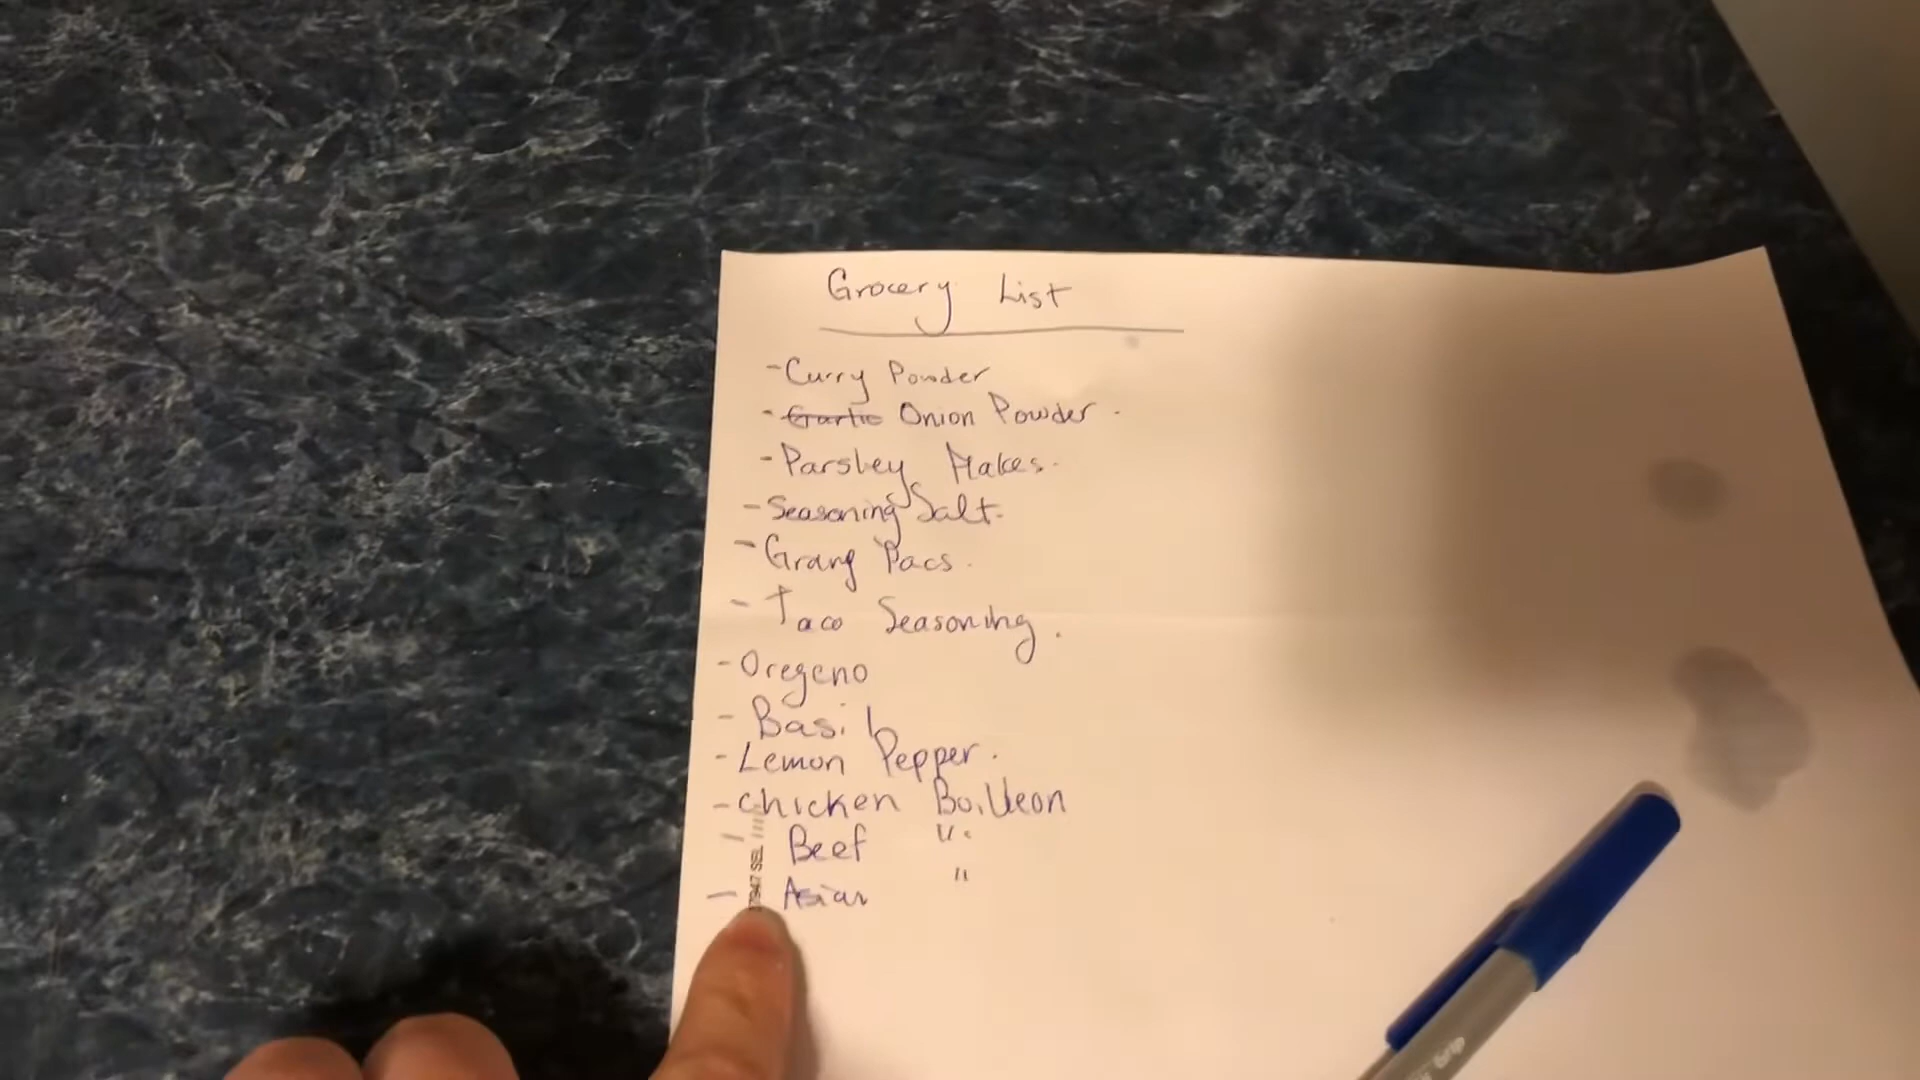 Grocery List
-Curry Powder
- Garlic Onion Powder.
-Parsley Flakes.
-Seasoning Salt.
-Grang Pacs.
- Taco Seasoning.
-Oregeno
- Basil
-Lemon Pepper.
-Chicken Boilleon
- Beef "
- Asian "